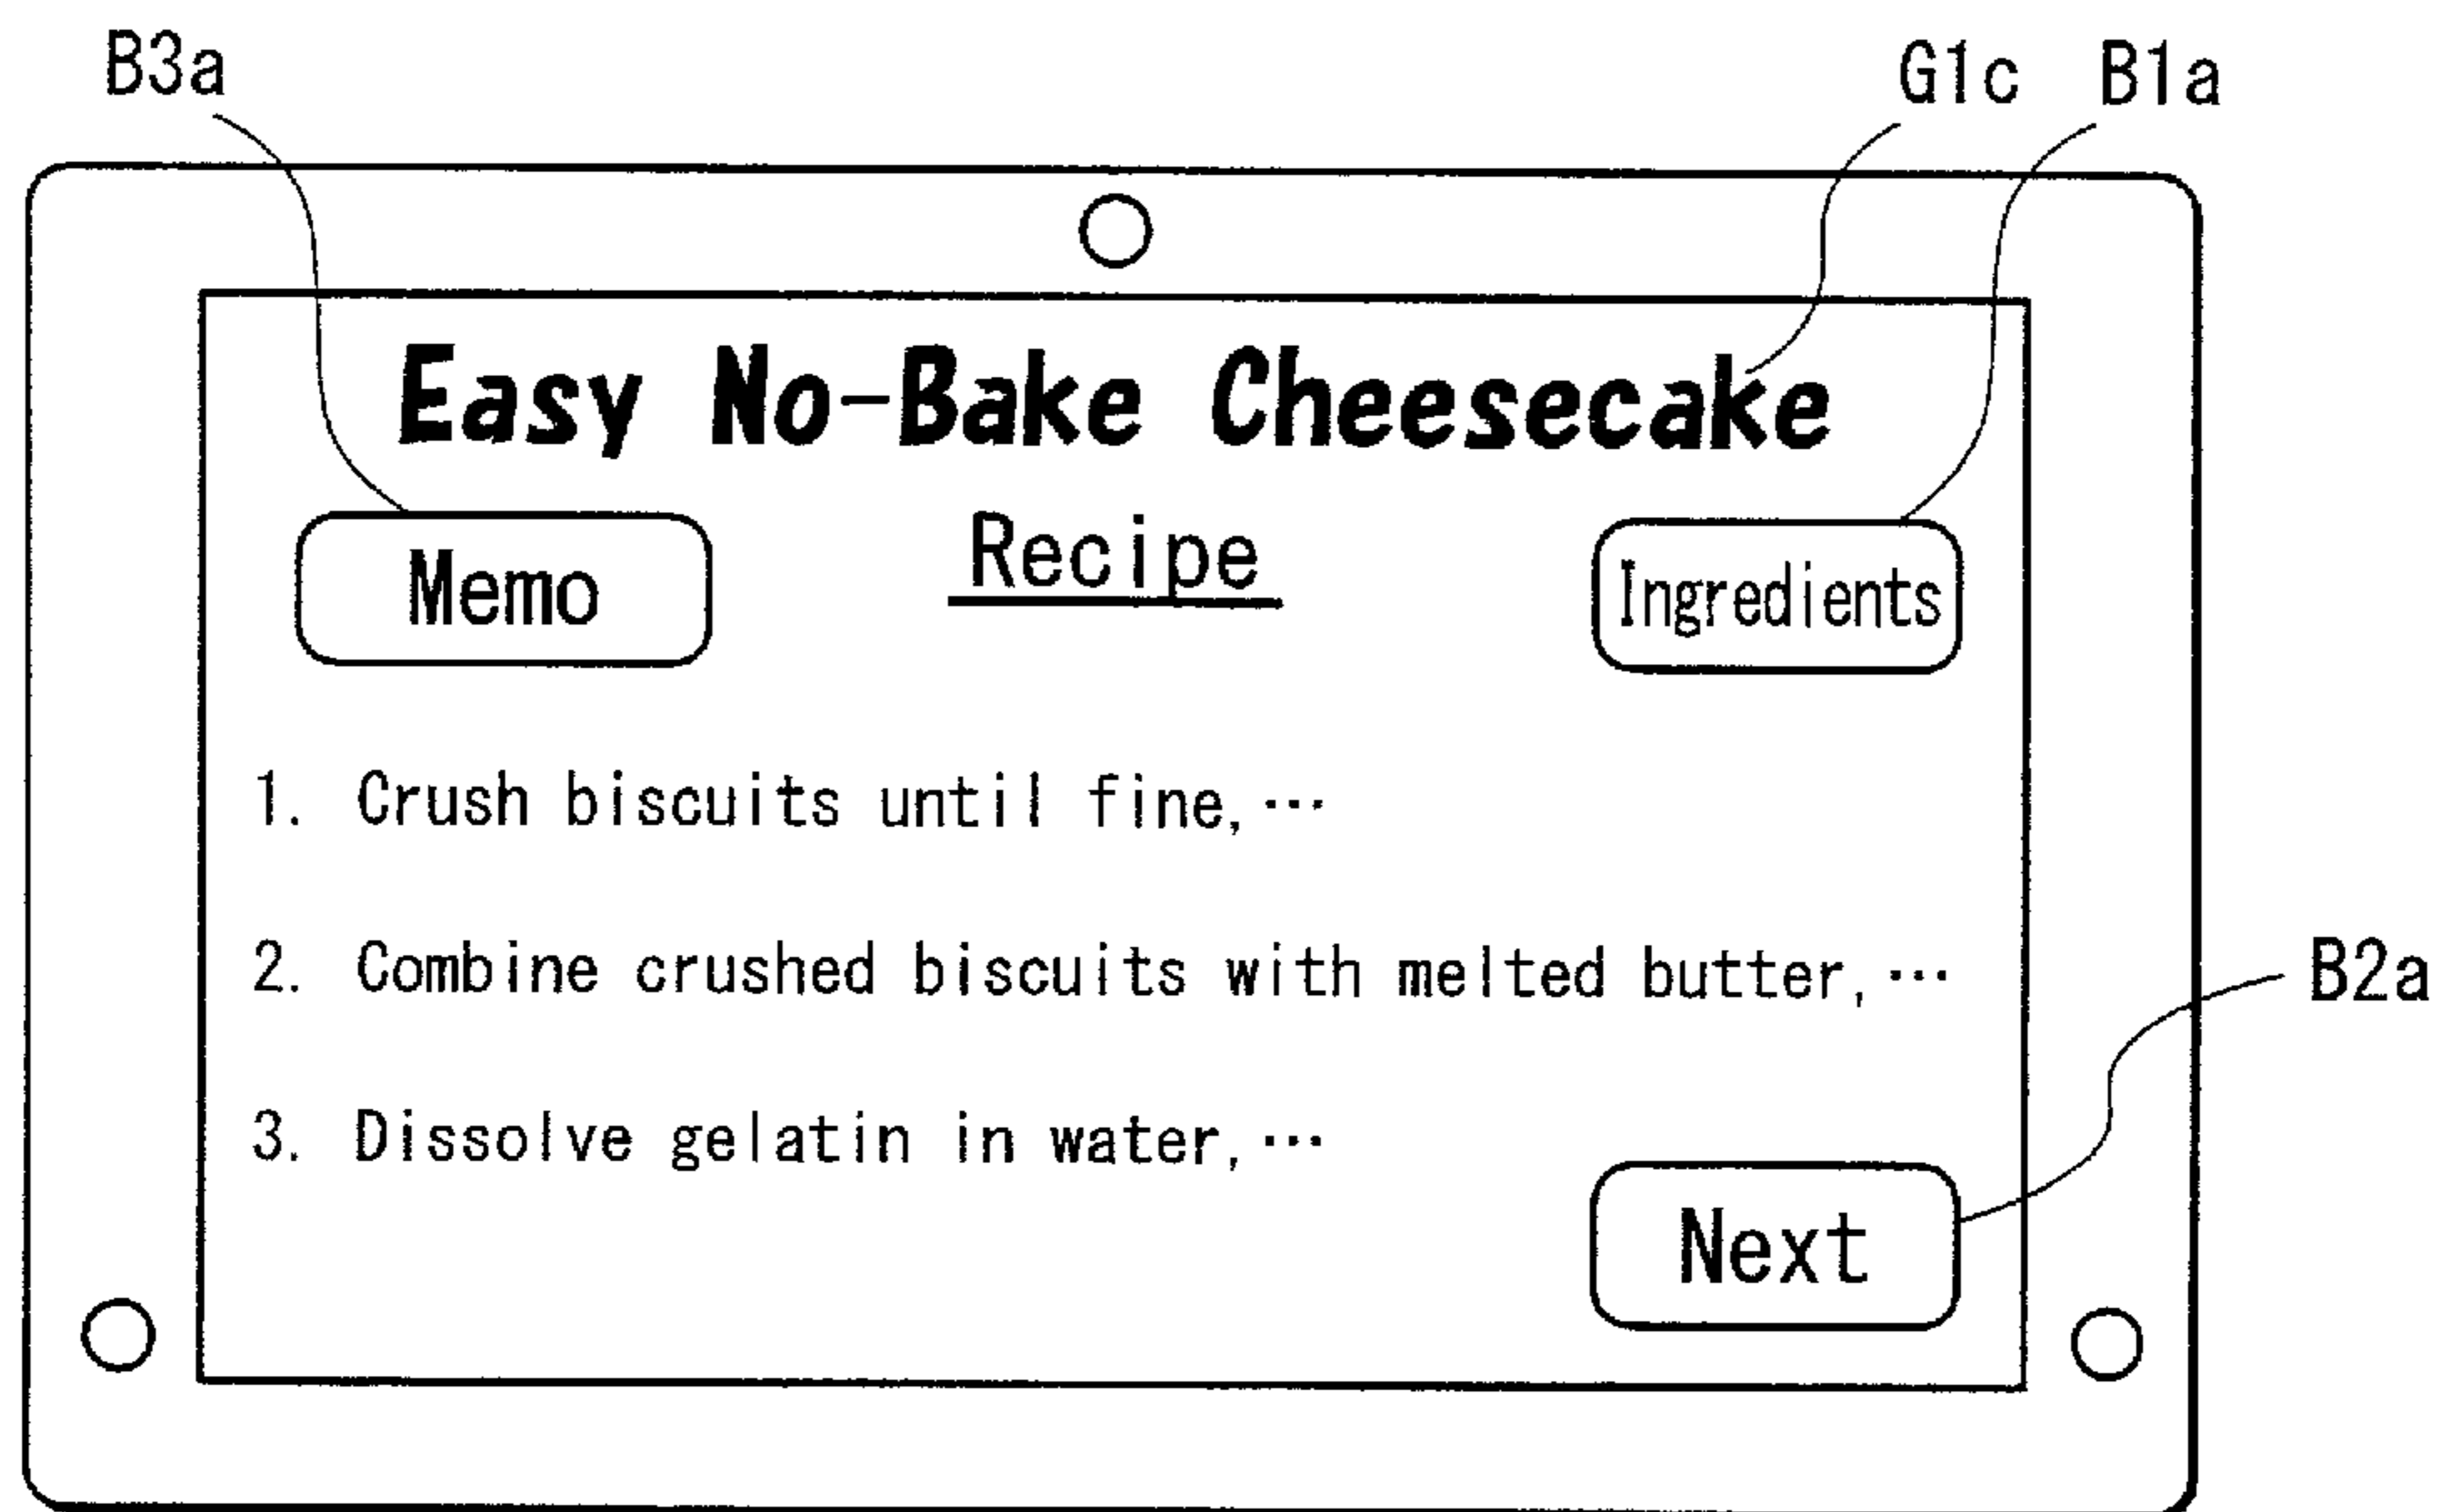 B3a G1c B1a
Easy No-Bake Cheesecake
Memo Recipe Ingredients
1. Crush biscuits until fine,…
2. Combine crushed biscuits with melted butter,…
B2a
3. Dissolve gelatin in water,…
Next